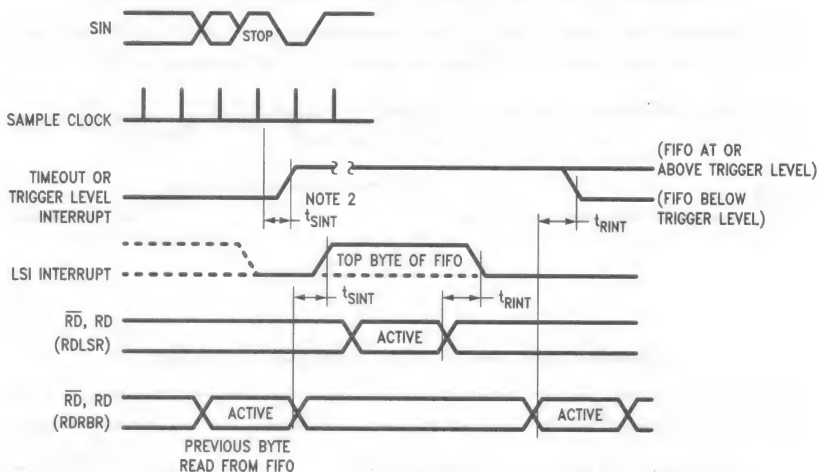 SIN
STOP
SAMPLE CLOCK
TIMEOUT OR
TRIGGER LEVEL
INTERRUPT
NOTE 2
tSINT
(FIFO AT OR
ABOVE TRIGGER LEVEL)
(FIFO BELOW
TRIGGER LEVEL)
tRINT
LSI INTERRUPT
TOP BYTE OF FIFO
tSINT
tRINT
R̅D̅, RD
(RDLSR)
ACTIVE
R̅D̅, RD
(RDRBR)
ACTIVE
ACTIVE
PREVIOUS BYTE
READ FROM FIFO